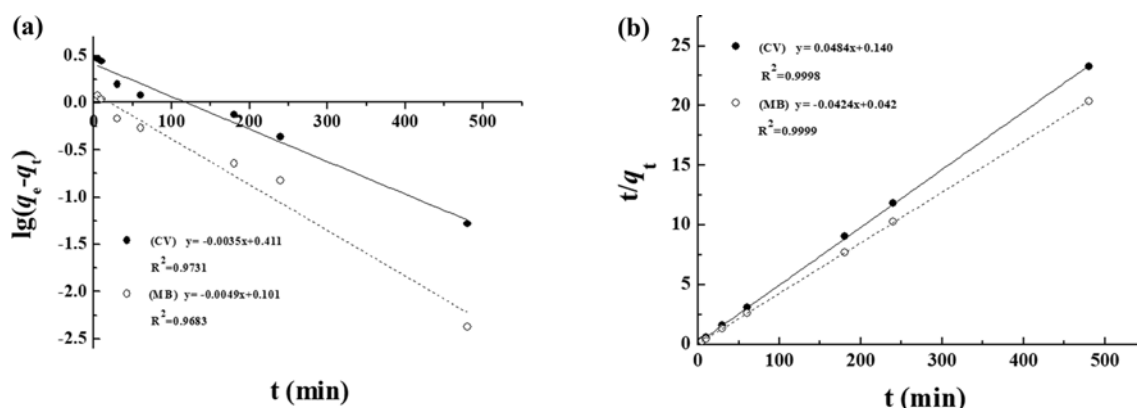 (a)
0.5
0.0
100
200
300
400
500
-0.5
-1.0
-1.5
-2.0
-2.5
lg(qe-qt)
(CV) y= -0.0035x+0.411
R²=0.9731
(MB) y= -0.0049x+0.101
R²=0.9683
t (min)
(b)
25
20
15
10
5
0
0
100
200
300
400
500
t/qt
(CV) y= 0.0484x+0.140
R²=0.9998
(MB) y= -0.0424x+0.042
R²=0.9999
t (min)